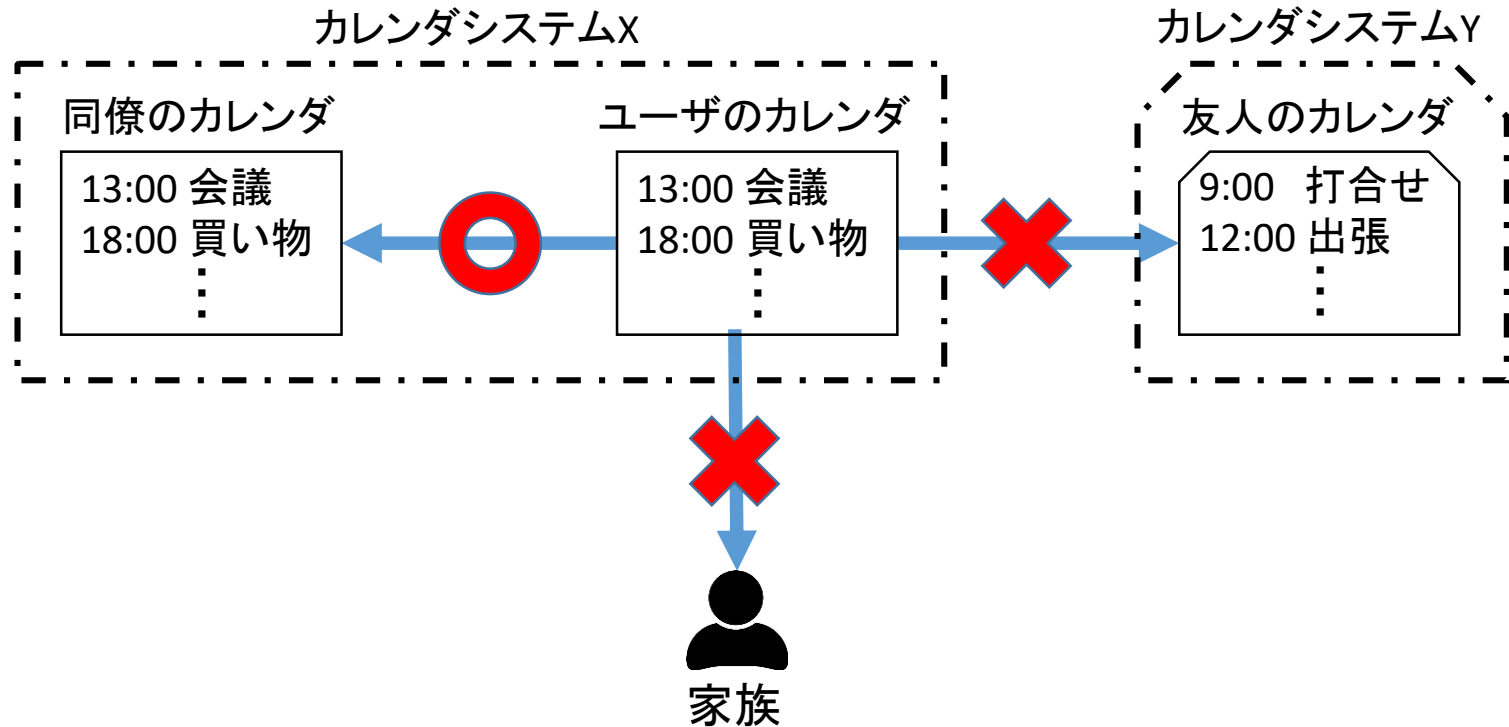 カレンダシステムX
カレンダシステムY
同僚のカレンダ
13:00 会議
18:00 買い物
ユーザのカレンダ
13:00 会議
18:00 買い物
友人のカレンダ
9:00 打合せ
12:00 出張
家族